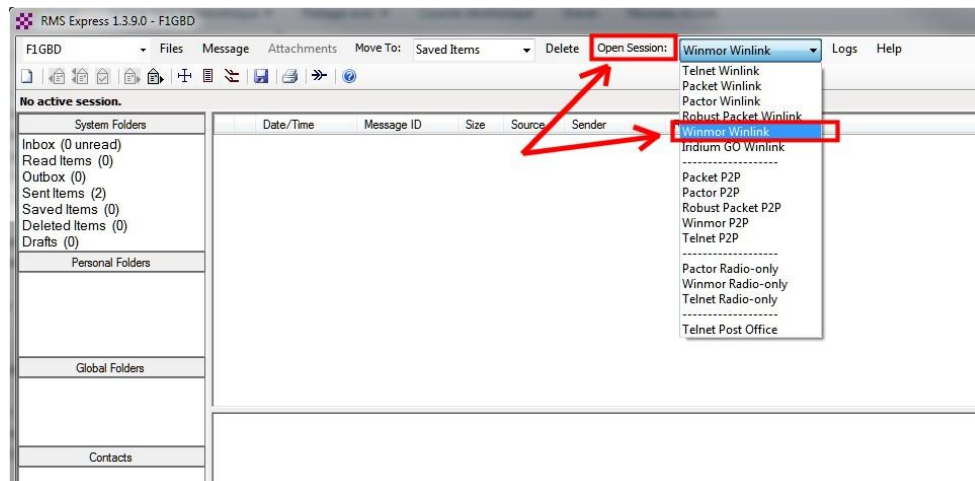 RMS Express 1.3.9.0 - F1GBD
F1GBD Files Message Attachments Move To: Saved Items Delete Open Session: Winmor Winlink Logs Help
No active session.
System Folders
Inbox (0 unread)
Read Items (0)
Outbox (0)
Sent Items (2)
Saved Items (0)
Deleted Items (0)
Drafts (0)
Personal Folders
Global Folders
Contacts
Date/Time Message ID Size Source Sender
Telnet Winlink
Packet Winlink
Pactor Winlink
Robust Packet Winlink
Winmor Winlink
Iridium GO Winlink
------------------
Packet P2P
Pactor P2P
Robust Packet P2P
Winmor P2P
Telnet P2P
------------------
Pactor Radio-only
Winmor Radio-only
Telnet Radio-only
------------------
Telnet Post Office